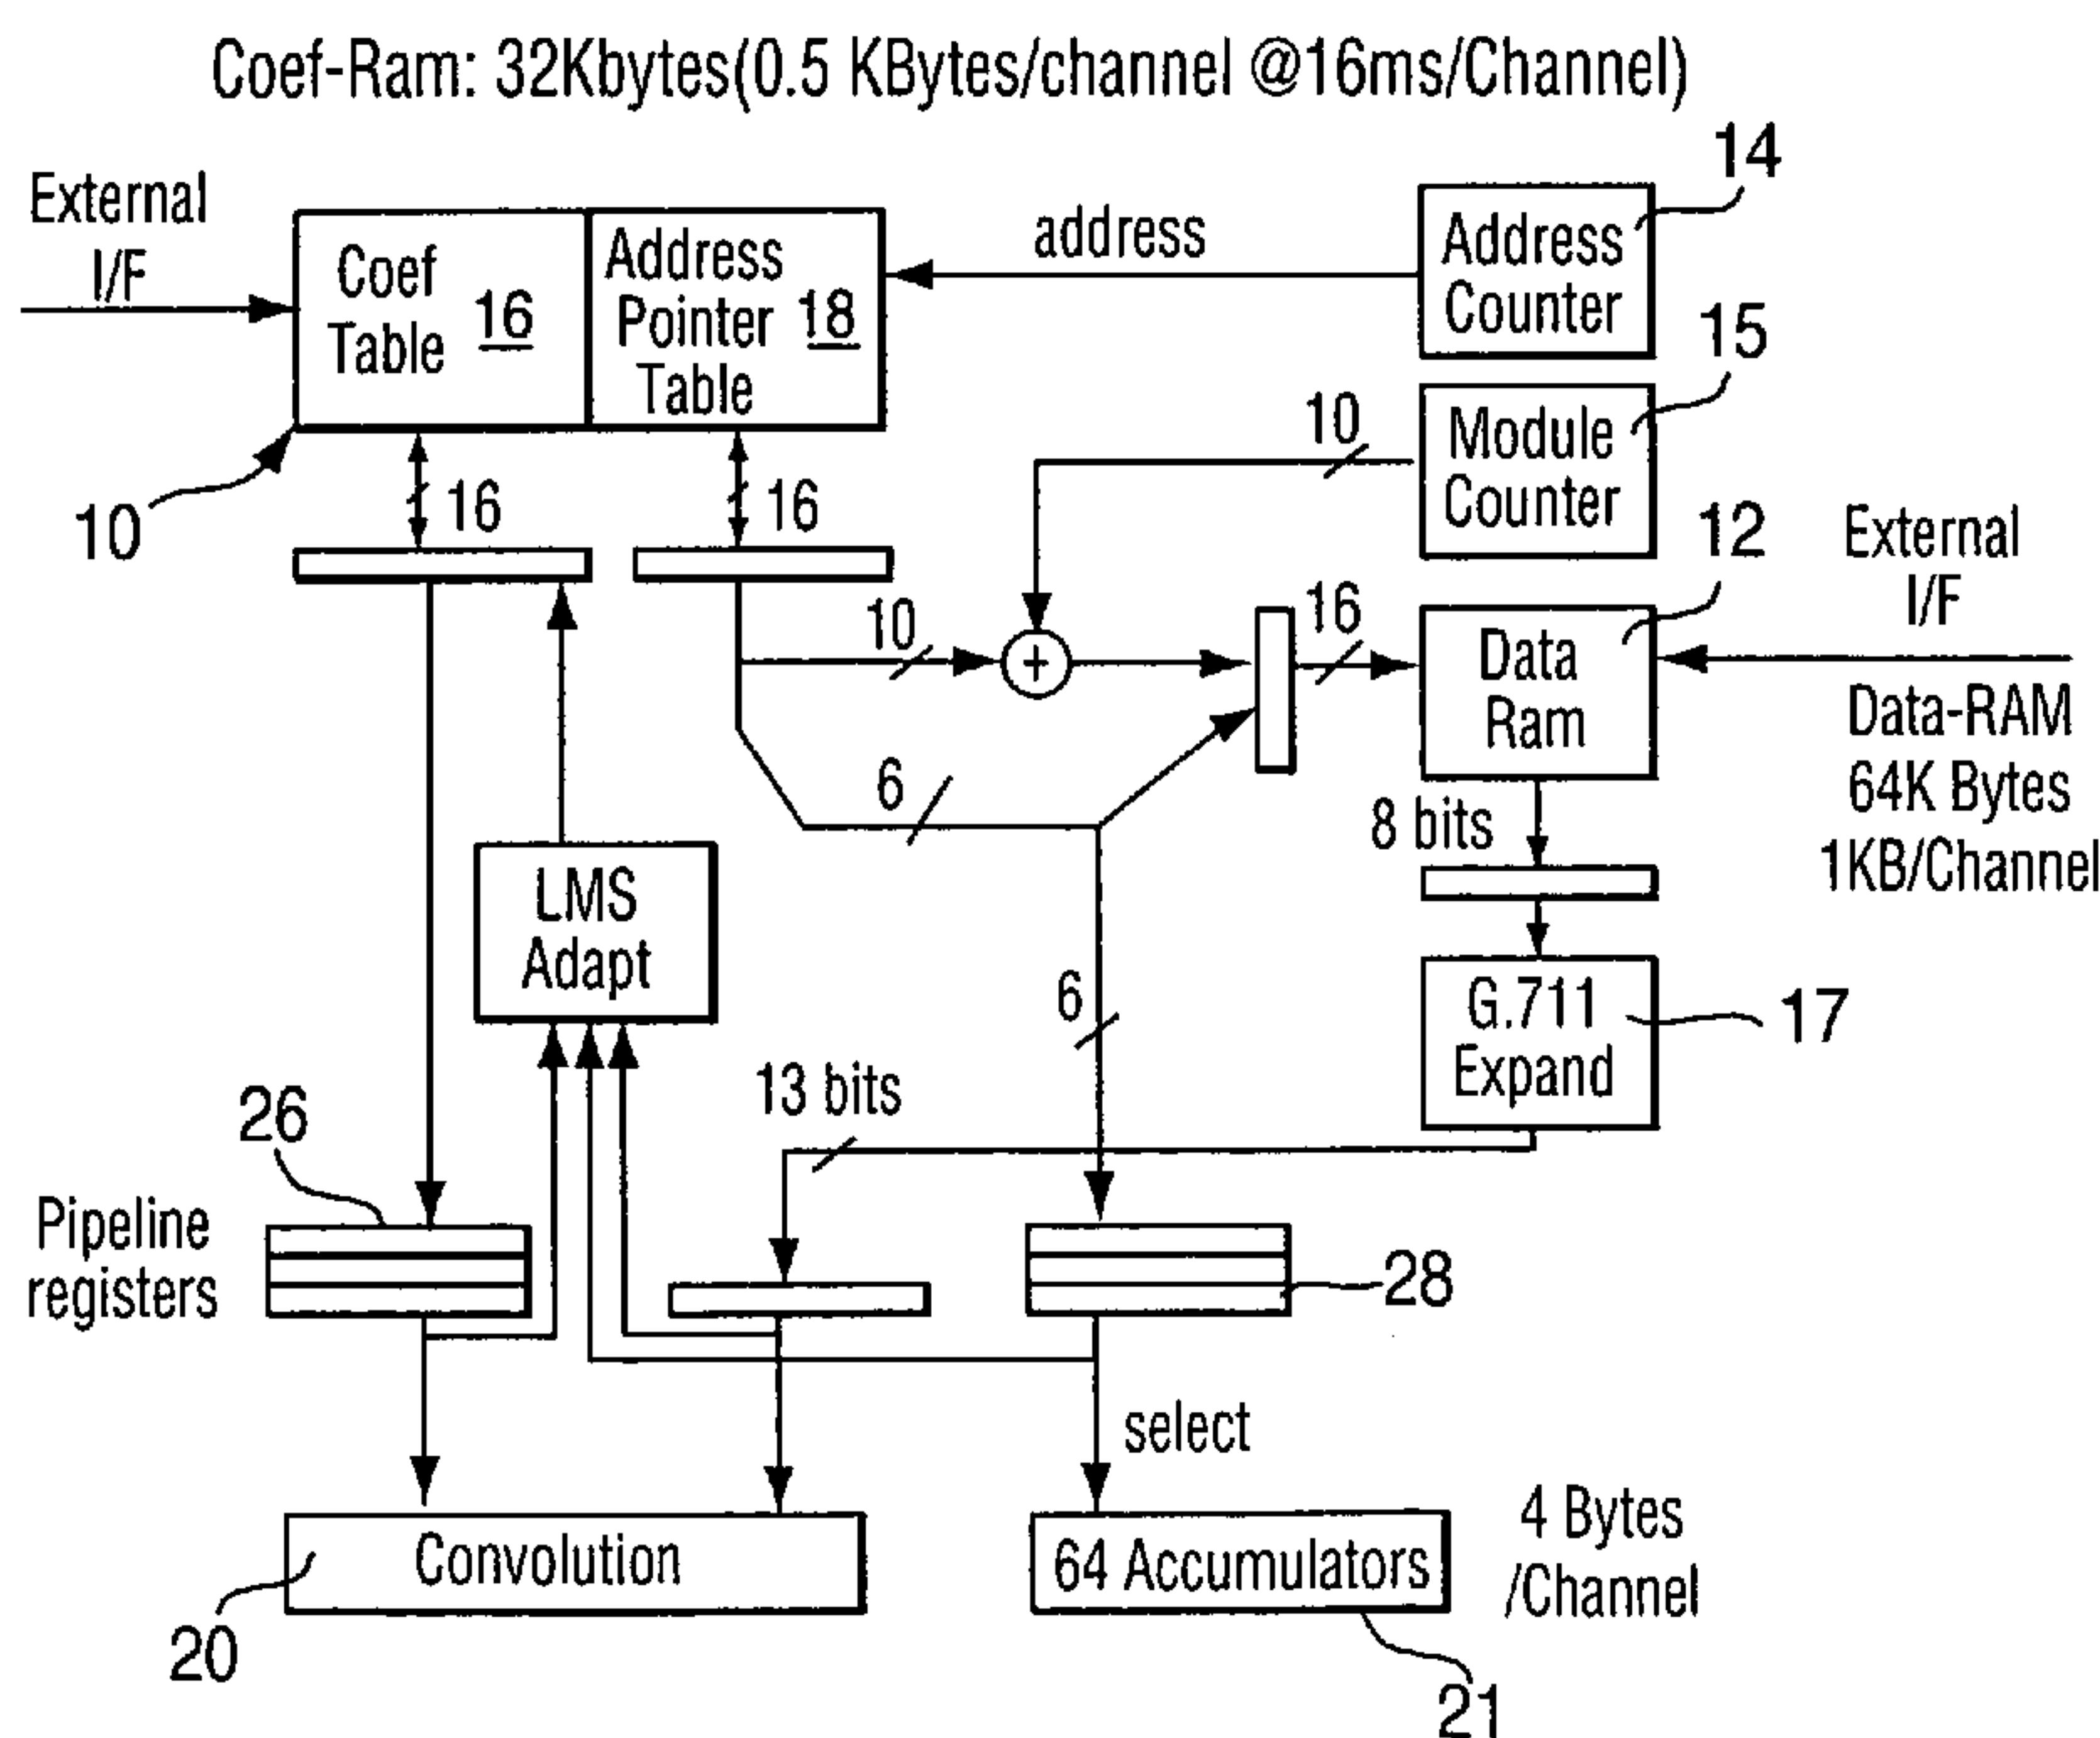 Coef-Ram: 32Kbytes(0.5 KBytes/channel @16ms/Channel)
14
External
I/F
Coef
Table
16
Address
Pointer
Table
18
address
Address
Counter
15
10
Module
Counter
10
16
16
12
External
I/F
10
+
16
Data
Ram
Data-RAM
64K Bytes
1KB/Channel
6
8 bits
LMS
Adapt
6
G.711
Expand
17
13 bits
26
Pipeline
registers
28
select
Convolution
64 Accumulators
4 Bytes
/Channel
20
21